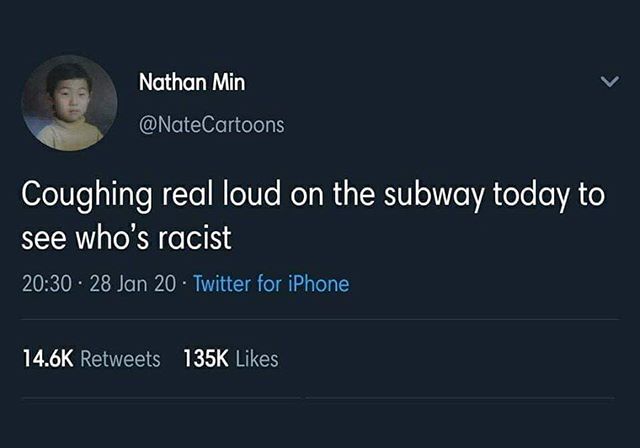 Nathan Min
@NateCartoons
Coughing real loud on the subway today to
see who's racist
20:30 · 28 Jan 20 · Twitter for iPhone
14.6K Retweets 135K Likes